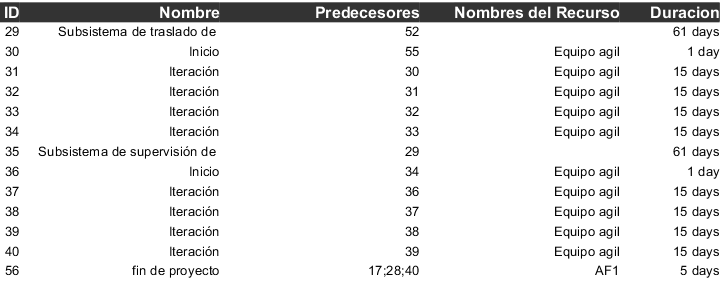 ID Nombre Predecesores Nombres del Recurso Duracion
29 Subsistema de traslado de 52 61 days
30 Inicio 55 Equipo agil 1 day
31 Iteración 30 Equipo agil 15 days
32 Iteración 31 Equipo agil 15 days
33 Iteración 32 Equipo agil 15 days
34 Iteración 33 Equipo agil 15 days
35 Subsistema de supervisión de 29 61 days
36 Inicio 34 Equipo agil 1 day
37 Iteración 36 Equipo agil 15 days
38 Iteración 37 Equipo agil 15 days
39 Iteración 38 Equipo agil 15 days
40 Iteración 39 Equipo agil 15 days
56 fin de proyecto 17;28;40 AF1 5 days